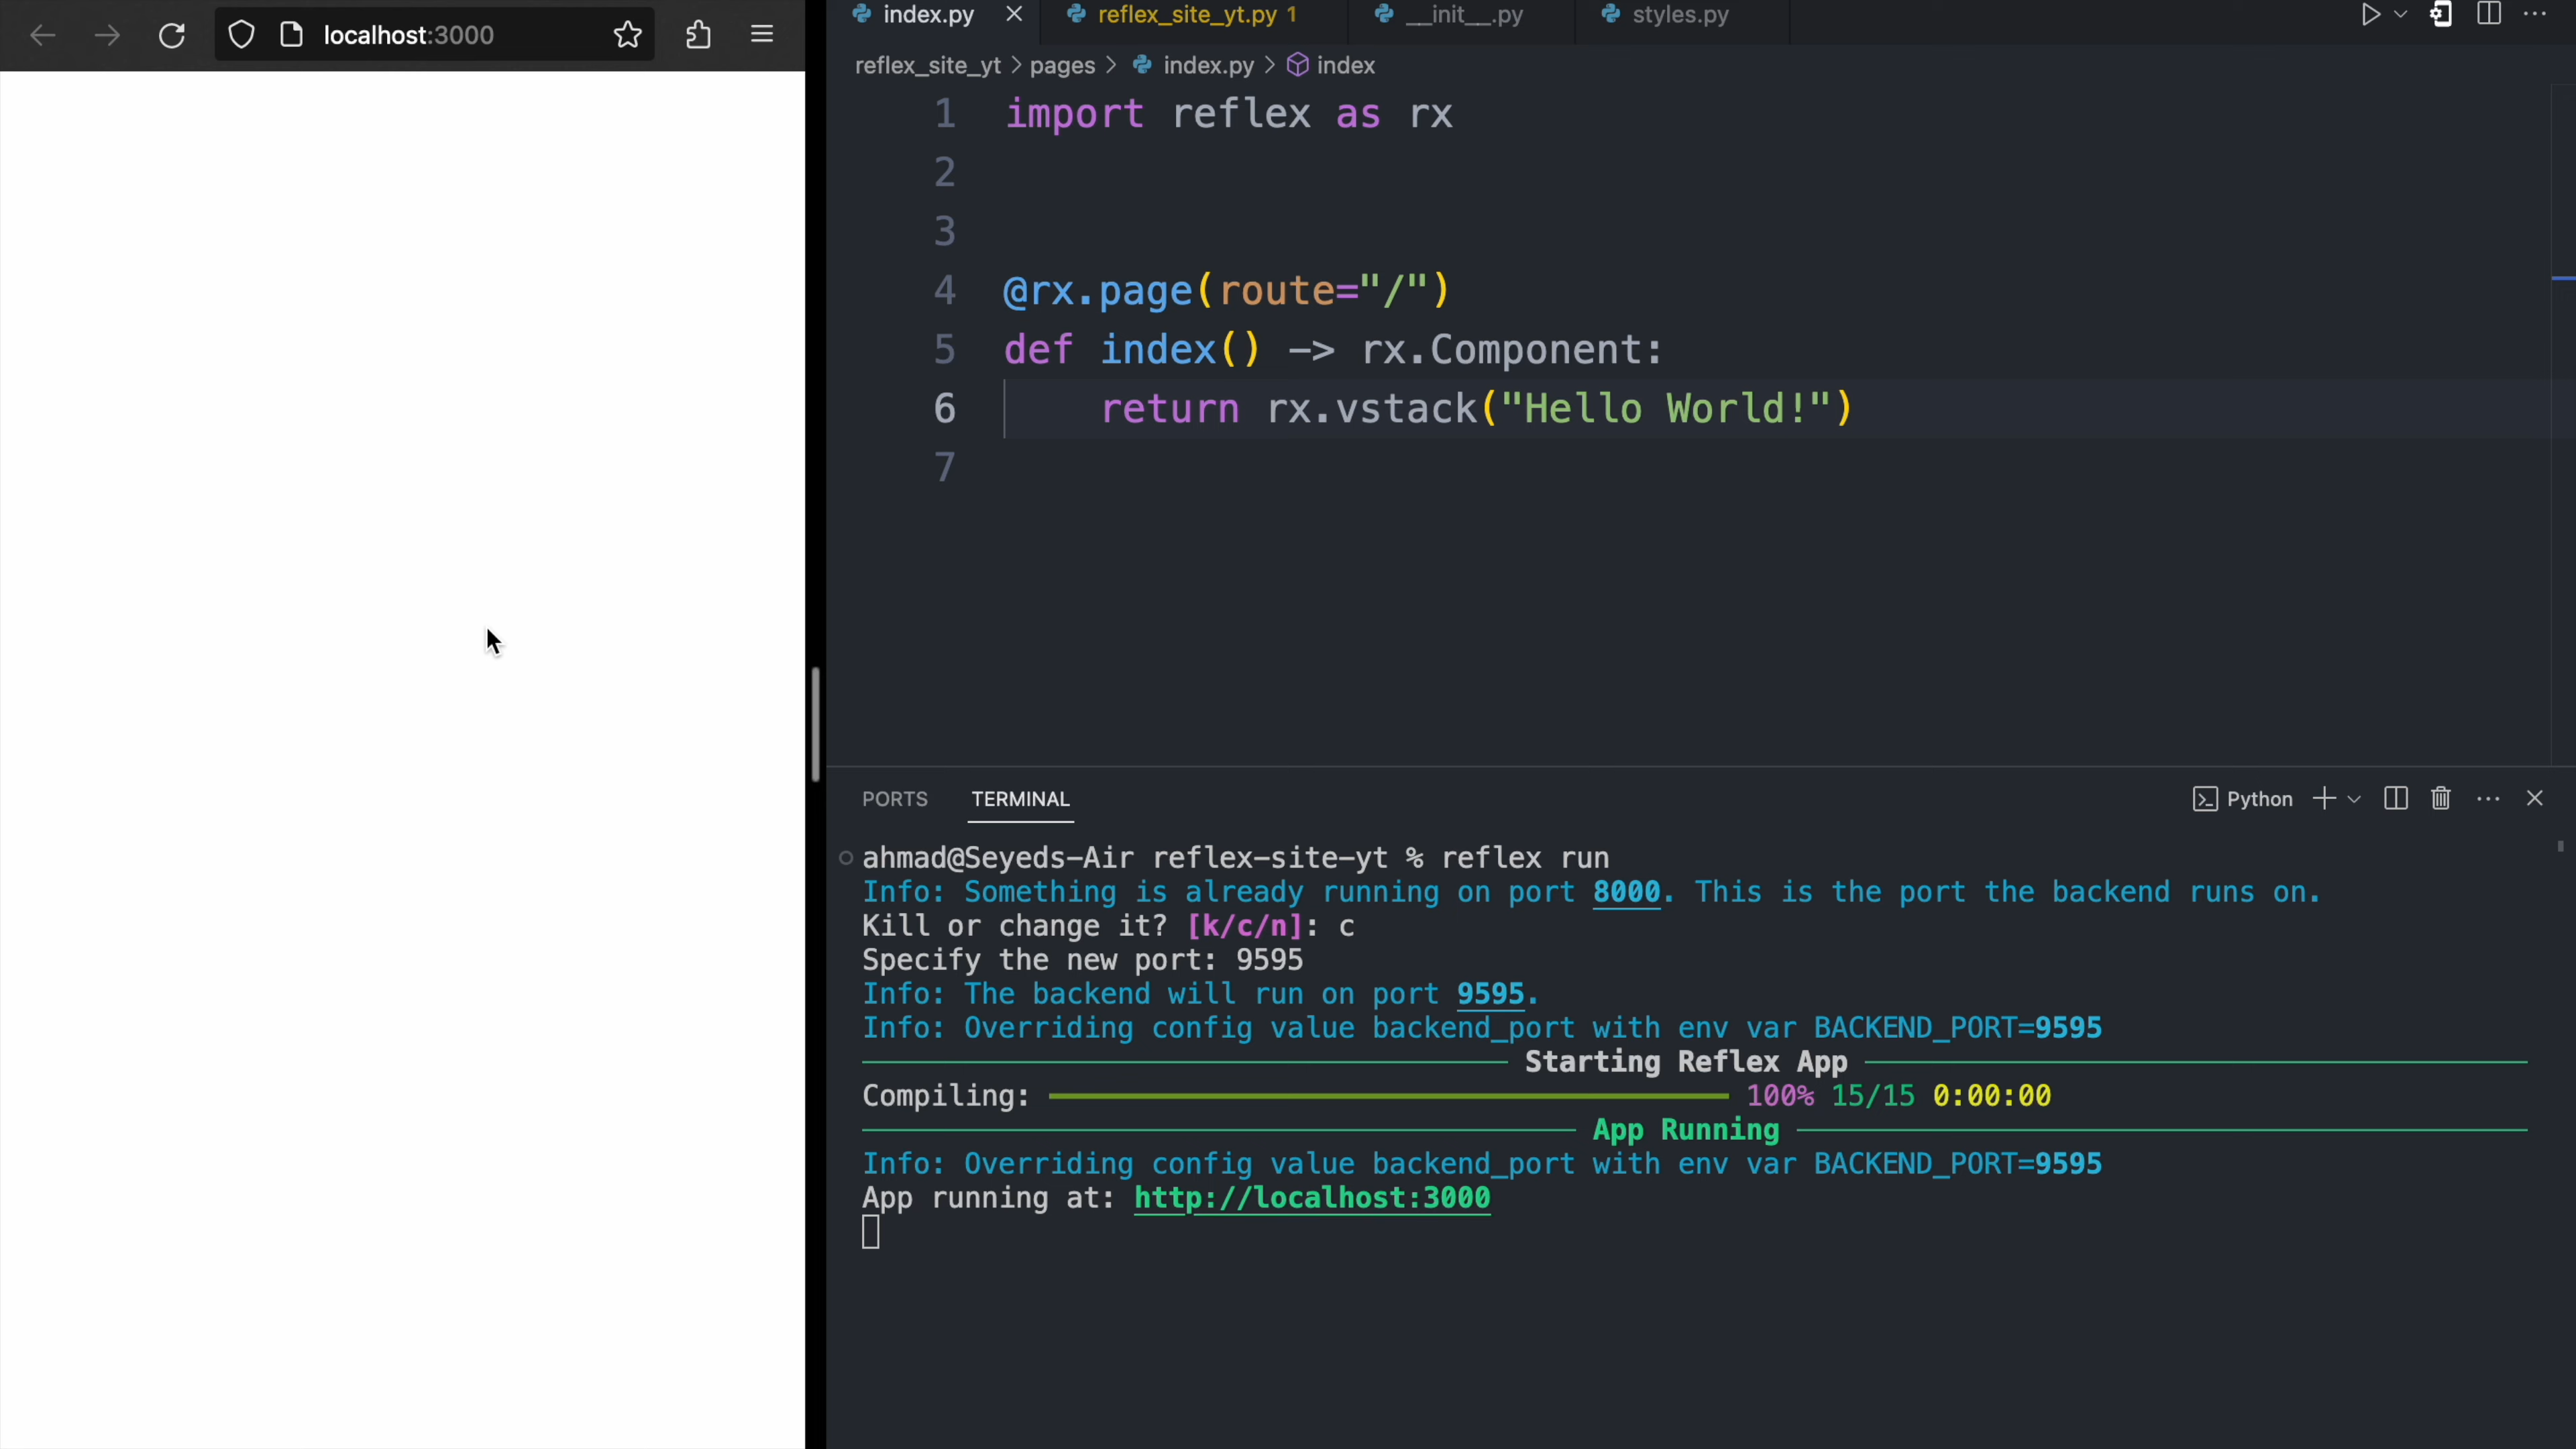 localhost:3000
index.py
reflex_site_yt.py 1
__init__.py
styles.py
reflex_site_yt > pages > index.py > index
1 import reflex as rx
2
3
4 @rx.page(route="/")
5 def index() -> rx.Component:
6 return rx.vstack("Hello World!")
7
PORTS TERMINAL
Python
ahmad@Seyeds-Air reflex-site-yt % reflex run
Info: Something is already running on port 8000. This is the port the backend runs on.
Kill or change it? [k/c/n]: c
Specify the new port: 9595
Info: The backend will run on port 9595.
Info: Overriding config value backend_port with env var BACKEND_PORT=9595
Starting Reflex App
Compiling: 100% 15/15 0:00:00
App Running
Info: Overriding config value backend_port with env var BACKEND_PORT=9595
App running at: http://localhost:3000